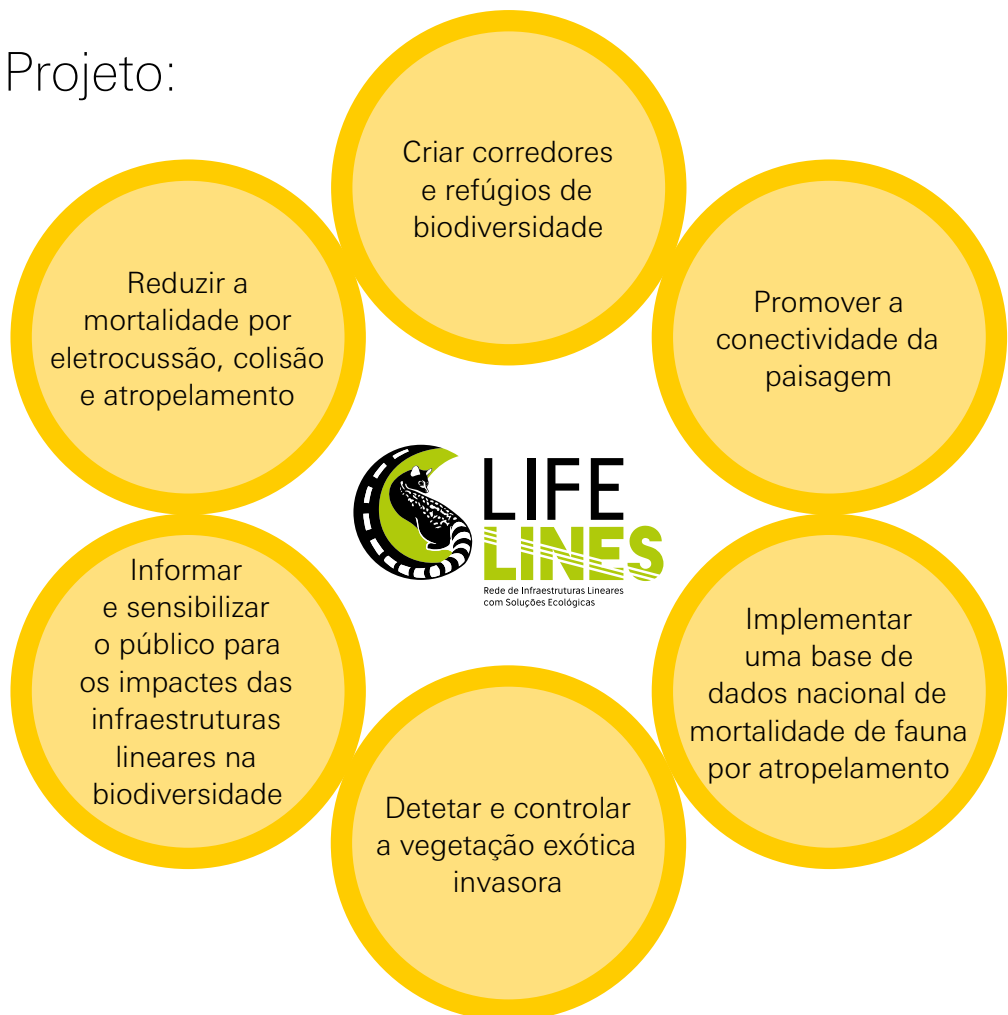 Projeto:
Criar corredores
e refúgios de
biodiversidade
Promover a
conectividade da
paisagem
Implementar
uma base de
dados nacional de
mortalidade de fauna
por atropelamento
Detetar e controlar
a vegetação exótica
invasora
Informar
e sensibilizar
o público para
os impactes das
infraestruturas
lineares na
biodiversidade
Reduzir a
mortalidade por
eletrocussão, colisão
e atropelamento
LIFE
LINES
Rede de Infraestruturas Lineares
com Soluções Ecológicas